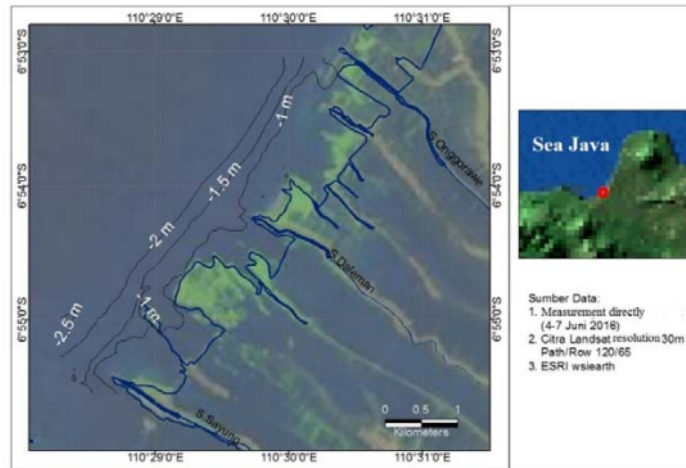 110°29'0"E 110°30'0"E 110°31'0"E
6°53'0"S 6°53'0"S
-1 m
-1.5 m
-2 m
-1 m
-2.5 m
S.Onggorawe
6°54'0"S 6°54'0"S
S.Daleman
6°55'0"S 6°55'0"S
S.Sayung
0 0.5 1
Kilometers
110°29'0"E 110°30'0"E 110°31'0"E
Sea Java
Sumber Data:
1. Measurement directly
(4-7 Juni 2016)
2. Citra Landsat resolution 30m
Path/Row 120/65
3. ESRI wsiearth